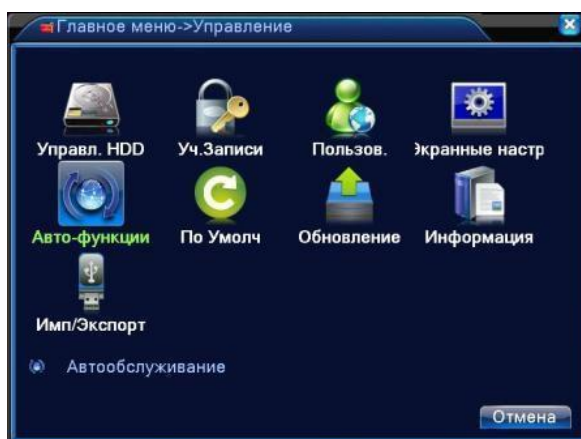 Главное меню->Управление
Управл. HDD Уч.Записи Пользов. Экранные настр
Авто-функции По Умолч Обновление Информация
Имп/Экспорт
Автообслуживание
Отмена